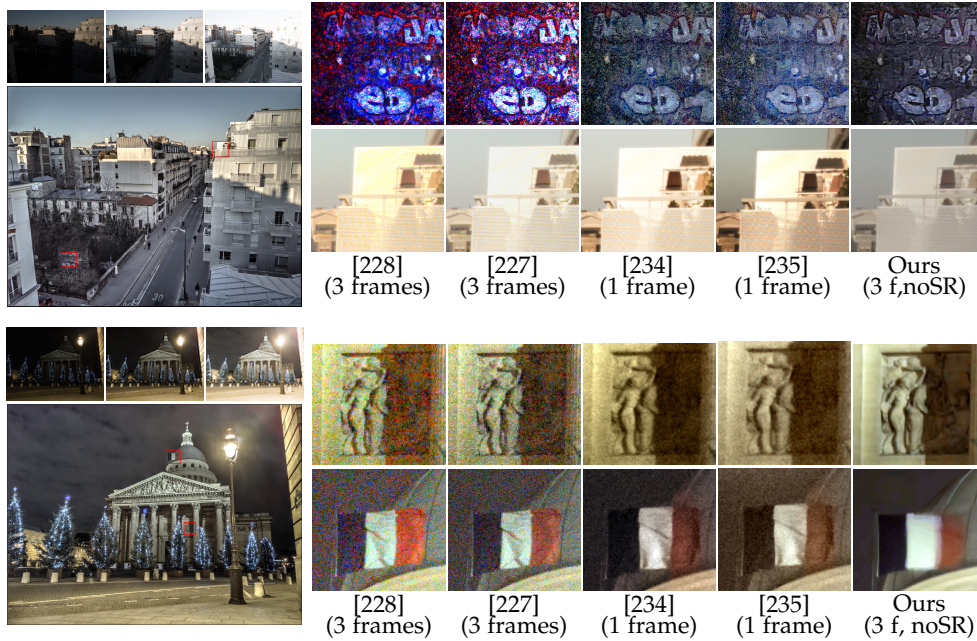 [228] [227] [234] [235] Ours
(3 frames) (3 frames) (1 frame) (1 frame) (3 f,noSR)
[228] [227] [234] [235] Ours
(3 frames) (3 frames) (1 frame) (1 frame) (3 f, noSR)